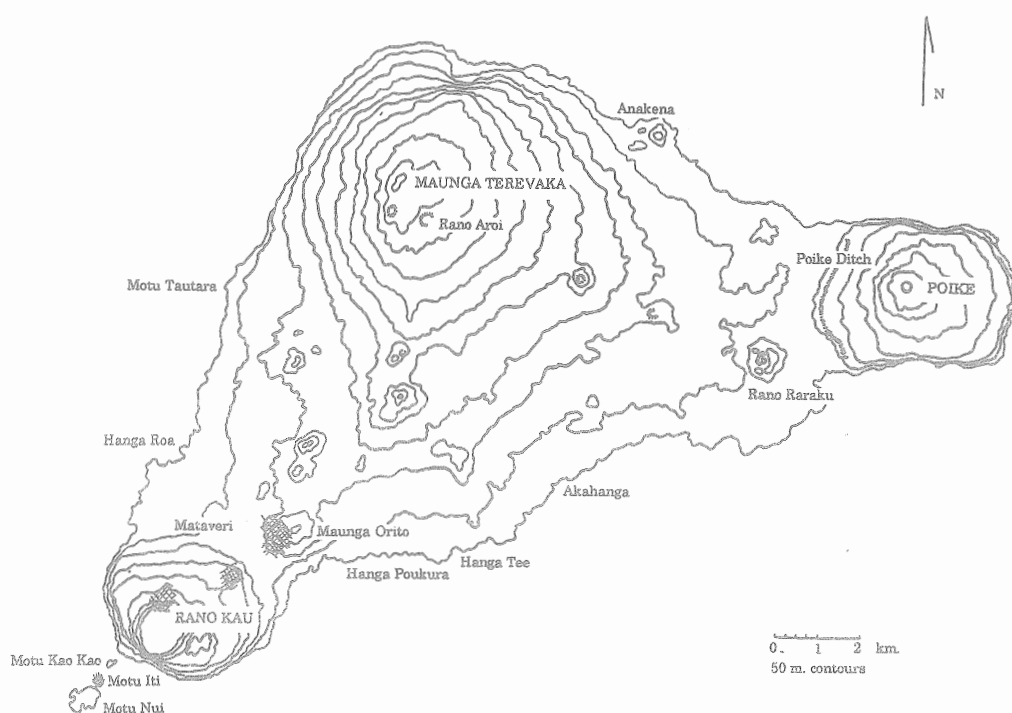 N
Anakena
MAUNGA TEREVAKA
Rano Aroi
Poike Ditch
POIKE
Motu Tautara
Rano Raraku
Hanga Roa
Akahanga
Mataveri
Maunga Orito
Hanga Tee
Hanga Poukura
RANO KAU
0. 1 2 km.
50 m. contours
Motu Kao Kao
Motu Iti
Motu Nui